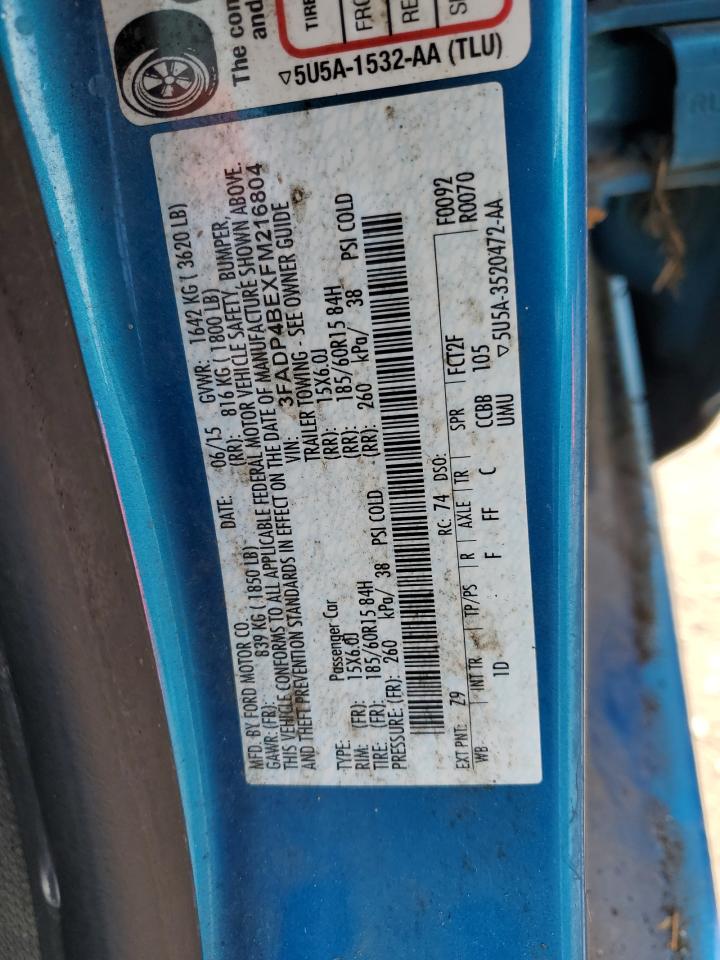 The com
and
TIRE
FRO
RE
S
▽5U5A-1532-AA (TLU)
MFD. BY FORD MOTOR CO. DATE: 06/15 GVWR: 1642 KG ( 3620 LB)
GAWR: (FR): 839 KG ( 1850 LB) (RR): 816 KG ( 1800 LB)
THIS VEHICLE CONFORMS TO ALL APPLICABLE FEDERAL MOTOR VEHICLE SAFETY, BUMPER,
AND THEFT PREVENTION STANDARDS IN EFFECT ON THE DATE OF MANUFACTURE SHOWN ABOVE.
VIN: 3FADP4BEXFM216804
TYPE: Passenger Car TRAILER TOWING - SEE OWNER GUIDE
RIM: (FR): 15X6.0J (RR): 15X6.0J
TIRE: (FR): 185/60R15 84H (RR): 185/60R15 84H
PRESSURE: (FR): 260 kPa/ 38 PSI COLD (RR): 260 kPa/ 38 PSI COLD
F0092
EXT PNT: Z9 RC: 74 DSO: FCT2F R0070
WB INT TR TP/PS R AXLE TR SPR
1D F FF C CCBB 105
UMU ▽5U5A-3520472-AA